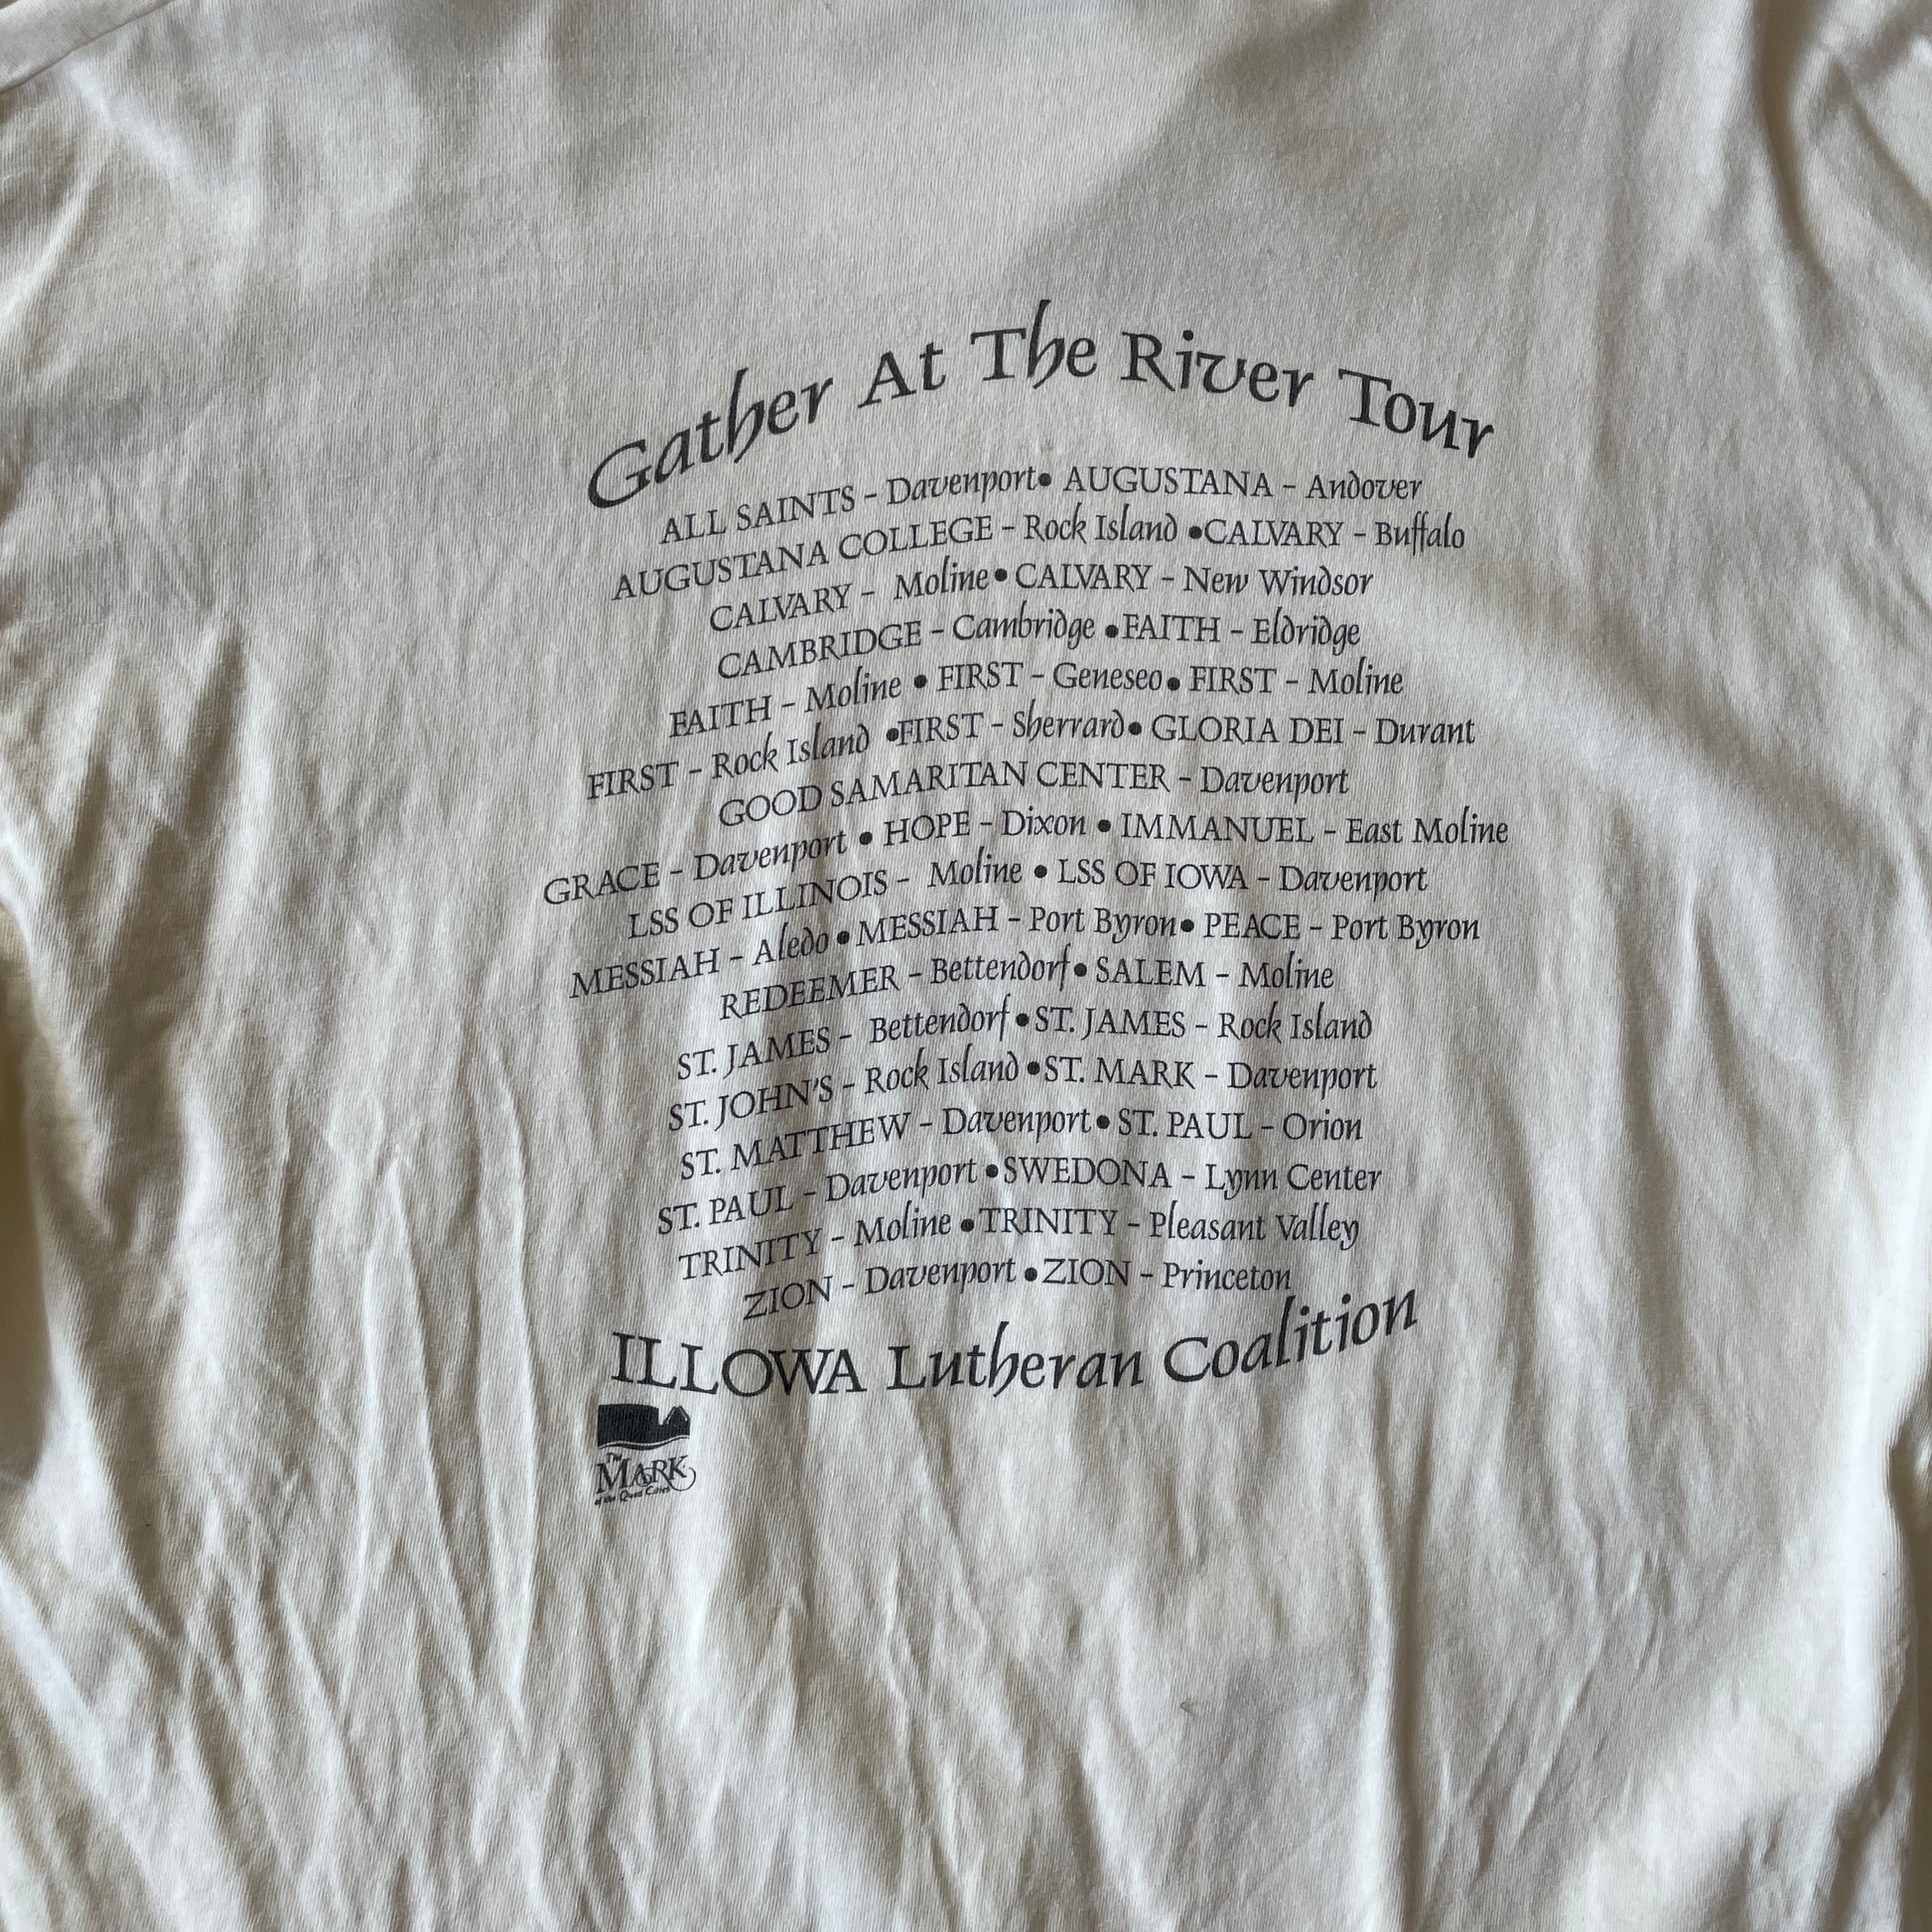 Gather At The River Tour
ALL SAINTS - Davenport• AUGUSTANA - Andover
AUGUSTANA COLLEGE - Rock Island •CALVARY - Buffalo
CALVARY - Moline• CALVARY - New Windsor
CAMBRIDGE - Cambridge •FAITH - Eldridge
FAITH - Moline • FIRST - Geneseo• FIRST - Moline
FIRST - Rock Island •FIRST - Sherrard• GLORIA DEI - Durant
GOOD SAMARITAN CENTER - Davenport
GRACE - Davenport • HOPE - Dixon • IMMANUEL - East Moline
LSS OF ILLINOIS - Moline • LSS OF IOWA - Davenport
MESSIAH - Aledo •MESSIAH - Port Byron• PEACE - Port Byron
REDEEMER - Bettendorf• SALEM - Moline
ST. JAMES - Bettendorf •ST. JAMES - Rock Island
ST. JOHN'S - Rock Island •ST. MARK - Davenport
ST. MATTHEW - Davenport• ST. PAUL - Orion
ST. PAUL - Davenport •SWEDONA - Lynn Center
TRINITY - Moline •TRINITY - Pleasant Valley
ZION - Davenport •ZION - Princeton
ILLOWA Lutheran Coalition
The
MARK
of the Quad Cities